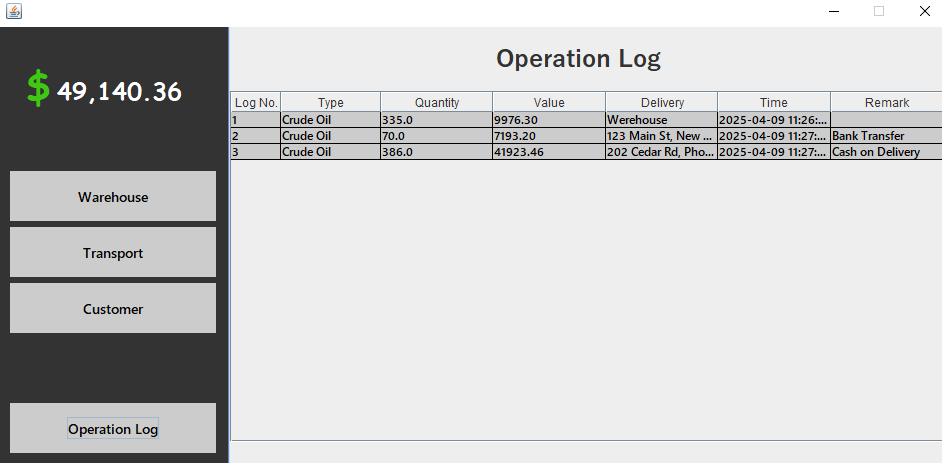 $ 49,140.36
Warehouse
Transport
Customer
Operation Log
Operation Log
Log No. Type Quantity Value Delivery Time Remark
1 Crude Oil 335.0 9976.30 Werehouse 2025-04-09 11:26:...
2 Crude Oil 70.0 7193.20 123 Main St, New ... 2025-04-09 11:27:... Bank Transfer
3 Crude Oil 386.0 41923.46 202 Cedar Rd, Pho... 2025-04-09 11:27:... Cash on Delivery